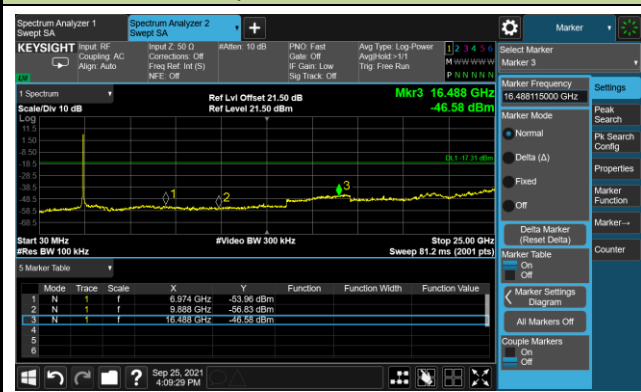 Spectrum Analyzer 1
Swept SA
Spectrum Analyzer 2
Swept SA
Marker
KEYSIGHT
Input: RF
Coupling: AC
Align: Auto
Input Z: 50 Ω
Corrections: Off
Freq Ref: Int (S)
NFE: Off
#Atten: 10 dB
PNO: Fast
Gate: Off
IF Gain: Low
Sig Track: Off
Avg Type: Log-Power
Avg|Hold:>1/1
Trig: Free Run
1 2 3 4 5 6
M W W W W W
P N N N N N
LXI
Select Marker
Marker 3
1 Spectrum
Scale/Div 10 dB
Ref Lvl Offset 21.50 dB
Ref Level 21.50 dBm
Mkr3 16.488 GHz
-46.58 dBm
Log
11.5
1.50
-8.50
-18.5
-28.5
-38.5
-48.5
-58.5
-68.5
DL1 -17.31 dBm
1
2
3
Start 30 MHz
#Res BW 100 kHz
#Video BW 300 kHz
Stop 25.00 GHz
Sweep 81.2 ms (2001 pts)
5 Marker Table
Mode Trace Scale X Y Function Function Width Function Value
1 N 1 f 6.974 GHz -53.96 dBm
2 N 1 f 9.888 GHz -56.83 dBm
3 N 1 f 16.488 GHz -46.58 dBm
4
5
6
Marker Frequency
16.488115000 GHz
Marker Mode
Normal
Delta (Δ)
Fixed
Off
Delta Marker
(Reset Delta)
Marker Table
On
Off
Marker Settings
Diagram
All Markers Off
Couple Markers
On
Off
Settings
Peak
Search
Pk Search
Config
Properties
Marker
Function
Marker→
Counter
Sep 25, 2021
4:09:29 PM